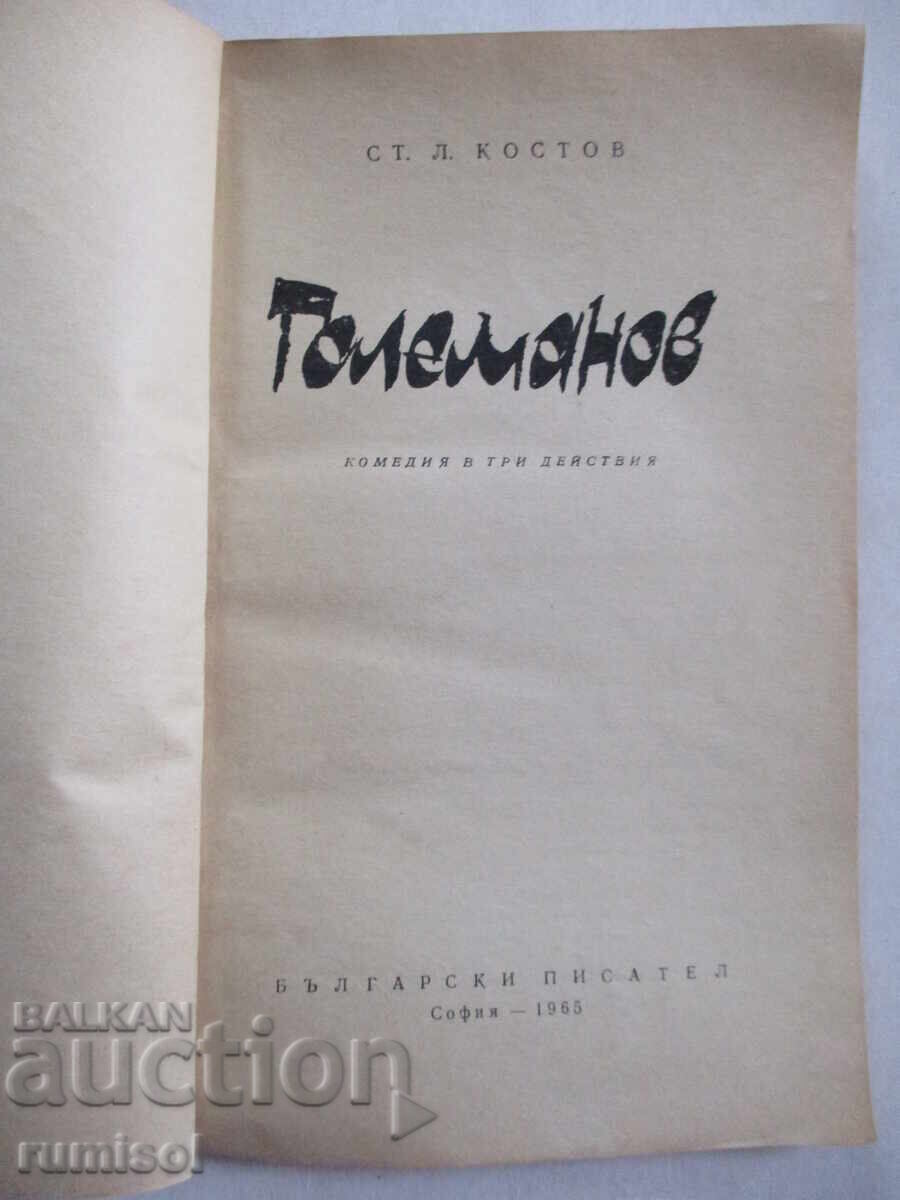 СТ. Л. КОСТОВ
Големанов
КОМЕДИЯ В ТРИ ДЕЙСТВИЯ
БЪЛГАРСКИ ПИСАТЕЛ
София — 1965
BALKAN
auction
rumisol